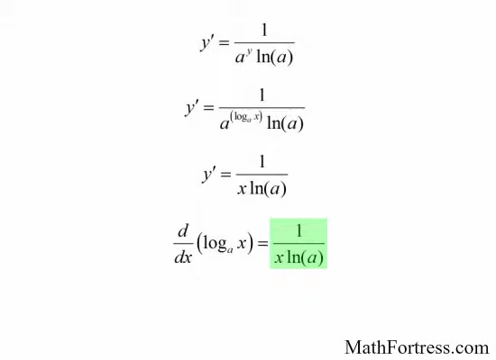 y′ = 1 / (a^y ln(a))
y′ = 1 / (a^(log_a x) ln(a))
y′ = 1 / (x ln(a))
d/dx (log_a x) = 1 / (x ln(a))
MathFortress.com